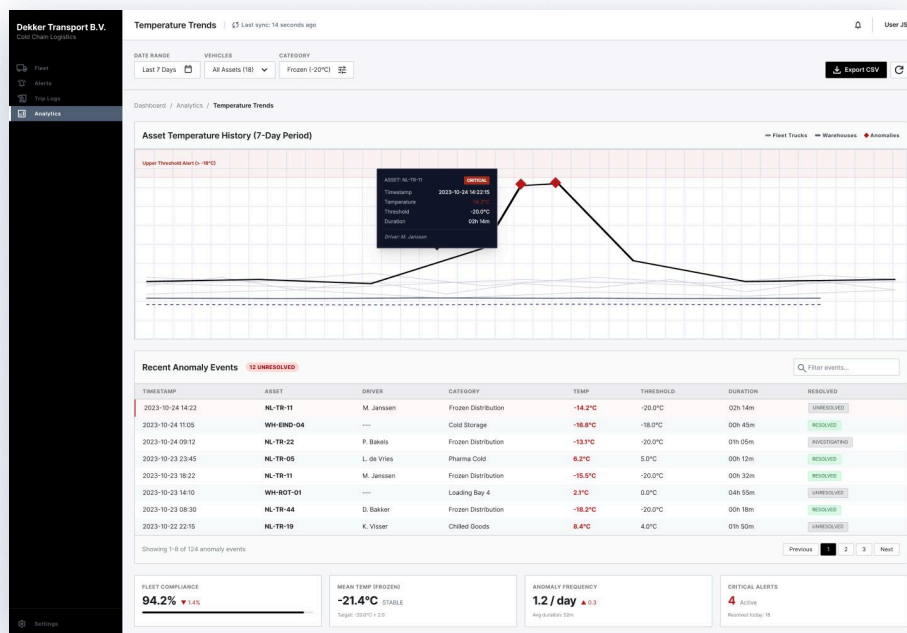 Dekker Transport B.V.
Cold Chain Logistics
Fleet
Alerts
Trip Logs
Analytics
Settings
Temperature Trends
Last sync: 14 seconds ago
User JS
DATE RANGE
Last 7 Days
VEHICLES
All Assets (18)
CATEGORY
Frozen (-20°C)
Export CSV
Dashboard / Analytics / Temperature Trends
Asset Temperature History (7-Day Period)
Fleet Trucks Warehouses Anomalies
Upper Threshold Alert (> -18°C)
ASSET: NL-TR-11 CRITICAL
Timestamp 2023-10-24 14:22:15
Temperature -14.2°C
Threshold -20.0°C
Duration 02h 14m
Driver: M. Janssen
Recent Anomaly Events 12 UNRESOLVED
Filter events...
TIMESTAMP ASSET DRIVER CATEGORY TEMP THRESHOLD DURATION RESOLVED
2023-10-24 14:22 NL-TR-11 M. Janssen Frozen Distribution -14.2°C -20.0°C 02h 14m UNRESOLVED
2023-10-24 11:05 WH-EIND-04 --- Cold Storage -16.8°C -18.0°C 00h 45m RESOLVED
2023-10-24 09:12 NL-TR-22 P. Bakels Frozen Distribution -13.1°C -20.0°C 01h 05m INVESTIGATING
2023-10-23 23:45 NL-TR-05 L. de Vries Pharma Cold 6.2°C 5.0°C 00h 12m RESOLVED
2023-10-23 18:22 NL-TR-11 M. Janssen Frozen Distribution -15.5°C -20.0°C 00h 32m RESOLVED
2023-10-23 14:10 WH-ROT-01 --- Loading Bay 4 2.1°C 0.0°C 04h 55m UNRESOLVED
2023-10-23 08:30 NL-TR-44 D. Bakker Frozen Distribution -18.2°C -20.0°C 00h 18m RESOLVED
2023-10-22 22:15 NL-TR-19 K. Visser Chilled Goods 8.4°C 4.0°C 01h 50m UNRESOLVED
Showing 1-8 of 124 anomaly events
Previous 1 2 3 Next
FLEET COMPLIANCE
94.2% ▼ 1.4%
MEAN TEMP (FROZEN)
-21.4°C STABLE
Target: -20.0°C ± 2.0
ANOMALY FREQUENCY
1.2 / day ▲ 0.3
Avg duration: 52m
CRITICAL ALERTS
4 Active
Resolved today: 18